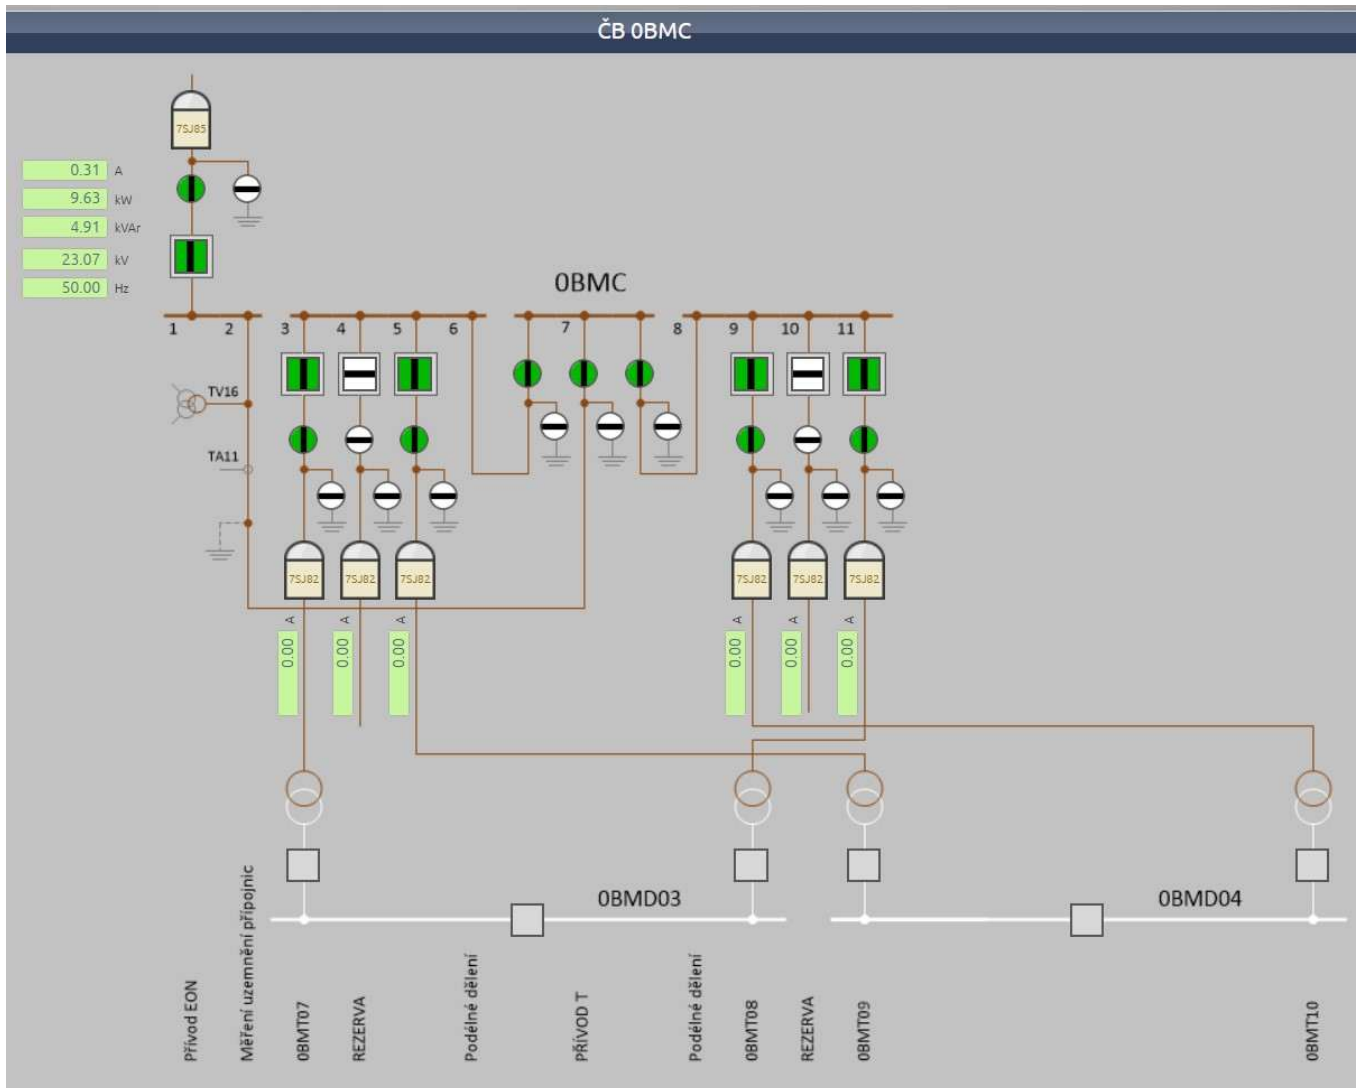 ČB 0BMC
7SJ85
0.31 A
9.63 kW
4.91 kVAr
23.07 kV
50.00 Hz
0BMC
1 2 3 4 5 6 7 8 9 10 11
TV16
TA11
7SJ82 7SJ82 7SJ82 7SJ82 7SJ82 7SJ82
A A A A A A
0.00 0.00 0.00 0.00 0.00 0.00
0BMD03 0BMD04
Přívod EON
Měření uzemnění přípojnic
0BMT07
REZERVA
Podélné dělení
PŘÍVOD T
Podélné dělení
0BMT08
REZERVA
0BMT09
0BMT10